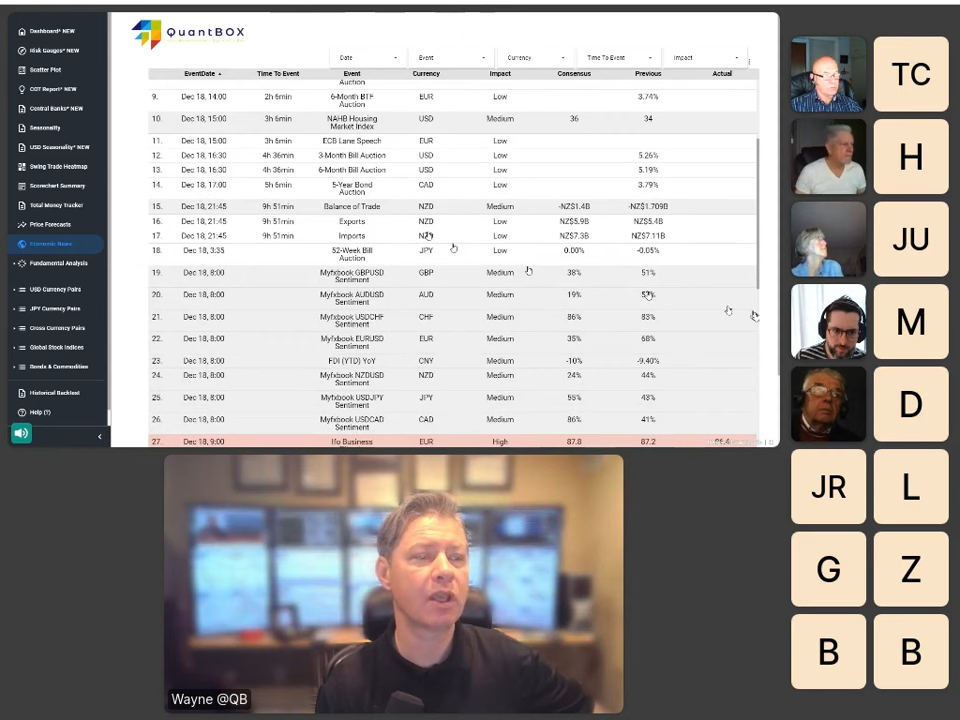 QuantBOX
Dashboard* NEW
Risk Gauges* NEW
Scatter Plot
COT Report* NEW
Central Banks* NEW
Seasonality
USD Seasonality* NEW
Swing Trade Heatmap
Scorechart Summary
Total Money Tracker
Price Forecasts
Economic News
Fundamental Analysis
USD Currency Pairs
JPY Currency Pairs
Cross Currency Pairs
Global Stock Indices
Bonds & Commodities
Historical Backtest
Help (?)
Date Event Currency Time To Event Impact
EventDate Time To Event Event Currency Impact Consensus Previous Actual
Auction
9. Dec 18, 14:00 2h 6min 6-Month BTF Auction EUR Low 3.74%
10. Dec 18, 15:00 3h 6min NAHB Housing Market Index USD Medium 36 34
11. Dec 18, 15:00 3h 6min ECB Lane Speech EUR Low
12. Dec 18, 16:30 4h 36min 3-Month Bill Auction USD Low 5.26%
13. Dec 18, 16:30 4h 36min 6-Month Bill Auction USD Low 5.19%
14. Dec 18, 17:00 5h 6min 5-Year Bond Auction CAD Low 3.79%
15. Dec 18, 21:45 9h 51min Balance of Trade NZD Medium -NZ$1.4B -NZ$1.709B
16. Dec 18, 21:45 9h 51min Exports NZD Low NZ$5.9B NZ$5.4B
17. Dec 18, 21:45 9h 51min Imports NZD Low NZ$7.3B NZ$7.11B
18. Dec 18, 3:35 52-Week Bill Auction JPY Low 0.00% -0.05%
19. Dec 18, 8:00 Myfxbook GBPUSD Sentiment GBP Medium 38% 51%
20. Dec 18, 8:00 Myfxbook AUDUSD Sentiment AUD Medium 19%
21. Dec 18, 8:00 Myfxbook USDCHF Sentiment CHF Medium 86% 83%
22. Dec 18, 8:00 Myfxbook EURUSD Sentiment EUR Medium 35% 68%
23. Dec 18, 8:00 FDI (YTD) YoY CNY Medium -10% -9.40%
24. Dec 18, 8:00 Myfxbook NZDUSD Sentiment NZD Medium 24% 44%
25. Dec 18, 8:00 Myfxbook USDJPY Sentiment JPY Medium 55% 43%
26. Dec 18, 8:00 Myfxbook USDCAD Sentiment CAD Medium 86% 41%
27. Dec 18, 9:00 Ifo Business EUR High 87.8 87.2
Wayne @QB
TC
H
JU
M
D
JR L
G Z
B B